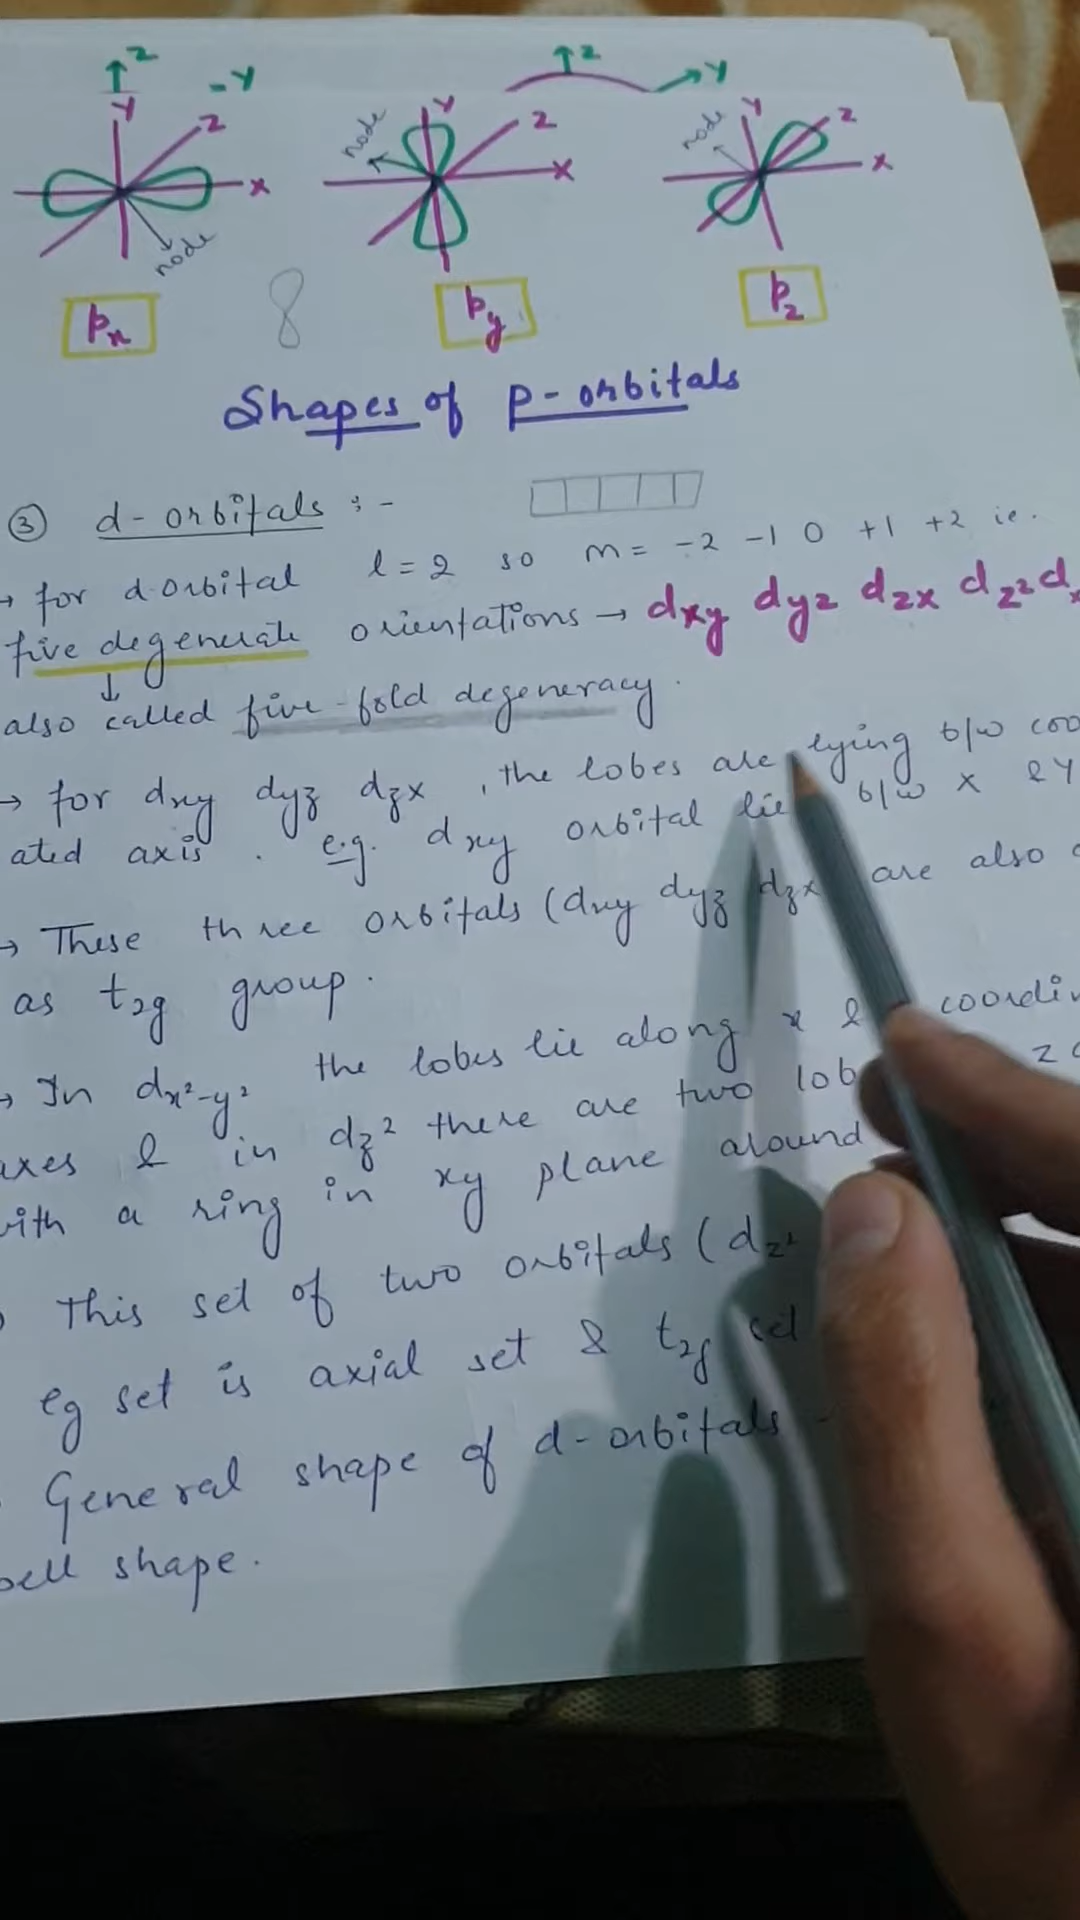 ↑z -y ↑z →y
y z x y z x y z x
node node node
px py pz
Shapes of p-orbitals
③ d-orbitals :-
→ for d.orbital l = 2 so m = -2 -1 0 +1 +2 ie.
five degenerate orientations → dxy dyz dzx dz² d
↓
also called five-fold degeneracy.
→ for dxy dyz dzx, the lobes are lying b/w coo
ated axis. e.g. dxy orbital lie b/w x & y
→ These three orbitals (dxy dyz dzx are also
as t2g group.
→ In dx²-y² the lobes lie along x & coordin
axes & in dz² there are two lob z
with a ring in xy plane around
This set of two orbitals (dz²
eg set is axial set & t2g set
General shape of d-orbitals -
bell shape.